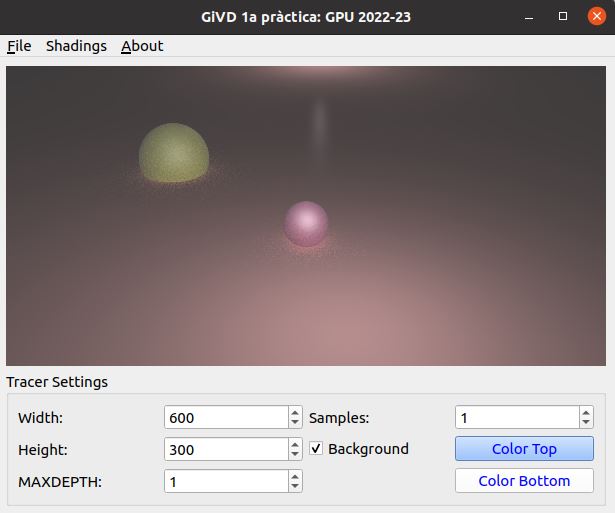 GiVD 1a pràctica: GPU 2022-23
File Shadings About
Tracer Settings
Width: 600 Samples: 1
Height: 300 Background Color Top
MAXDEPTH: 1 Color Bottom